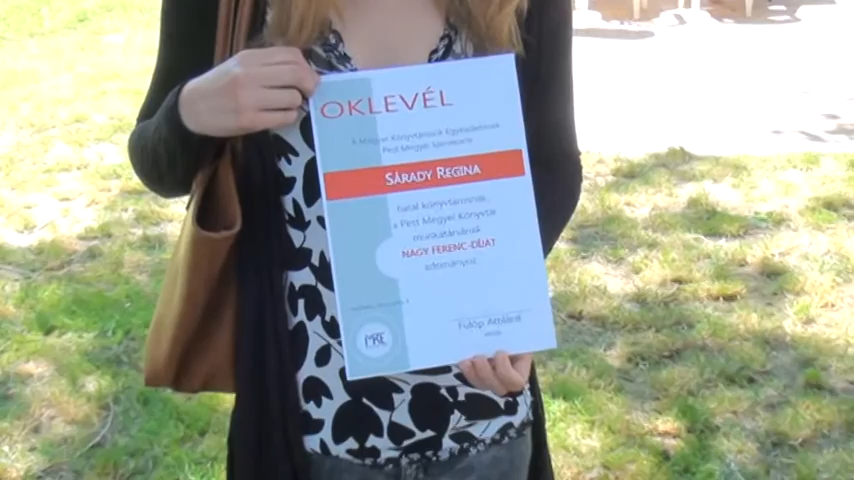 OKLEVÉL
A Magyar Könyvtárosok Egyesületének
Pest Megyei Szervezete
SÁRADY REGINA
fiatal könyvtárosnak,
a Pest Megyei Könyvtár
munkatársának
NAGY FERENC-DÍJAT
adományoz
Fülöp Attiláné
elnök
MKE